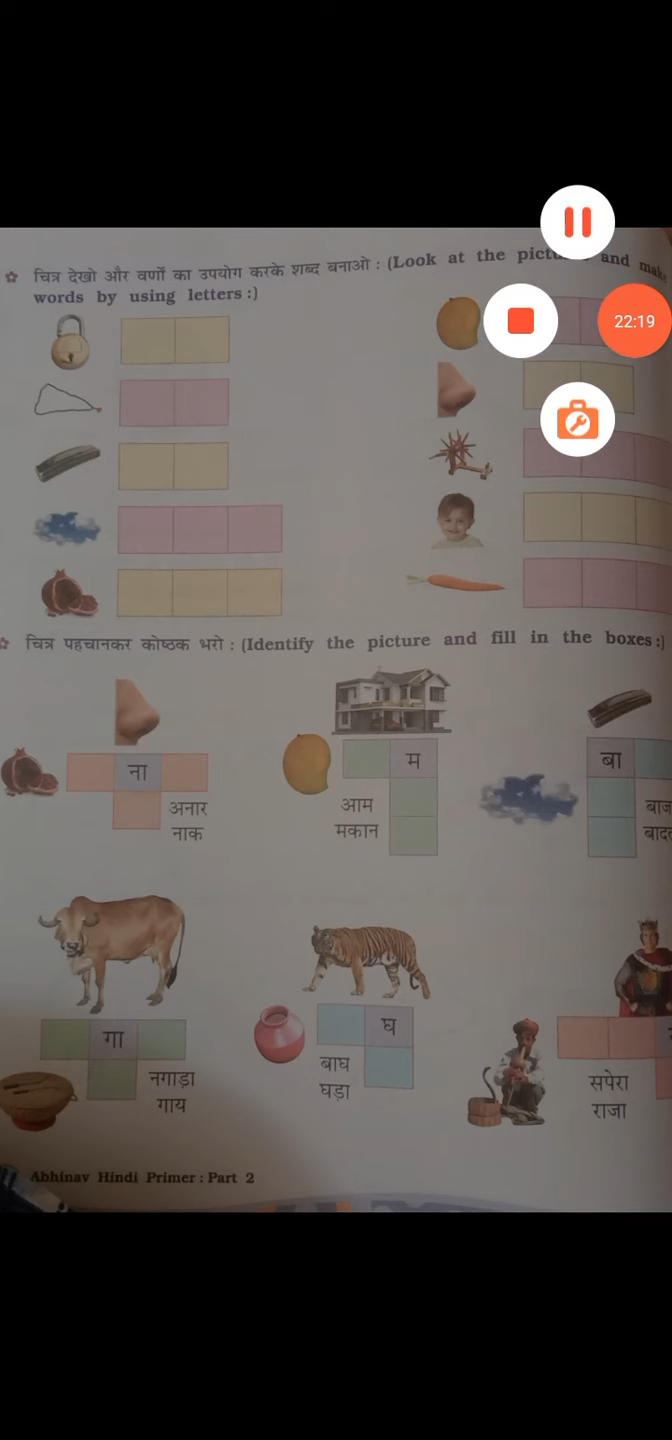 चित्र देखो और वर्णों का उपयोग करके शब्द बनाओ : (Look at the and make
words by using letters :)
22:19
चित्र पहचानकर कोष्ठक भरो : (Identify the picture and fill in the boxes :)
ना
अनार
नाक
म
आम
मकान
बा
गा
नगाड़ा
गाय
घ
बाघ
घड़ा
सपेरा
राजा
Abhinav Hindi Primer : Part 2